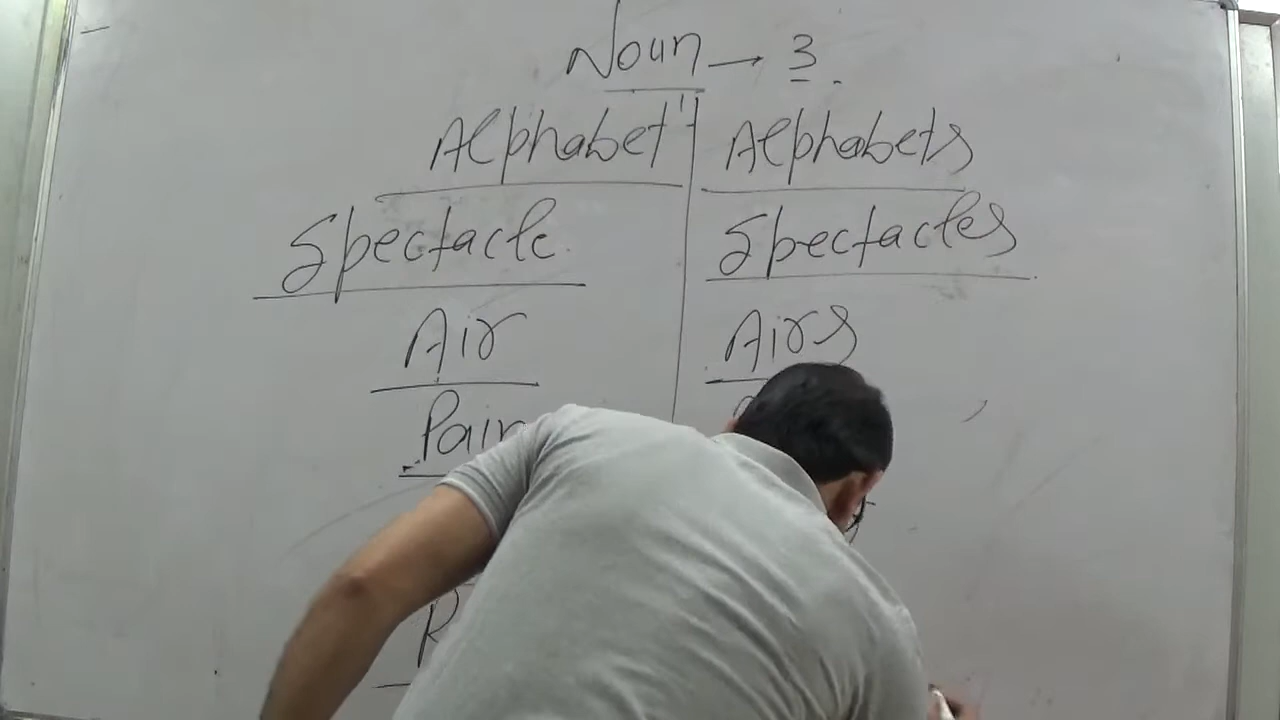 Noun → 3.
Alphabet Alphabets
Spectacle Spectacles
Air Airs
Pain